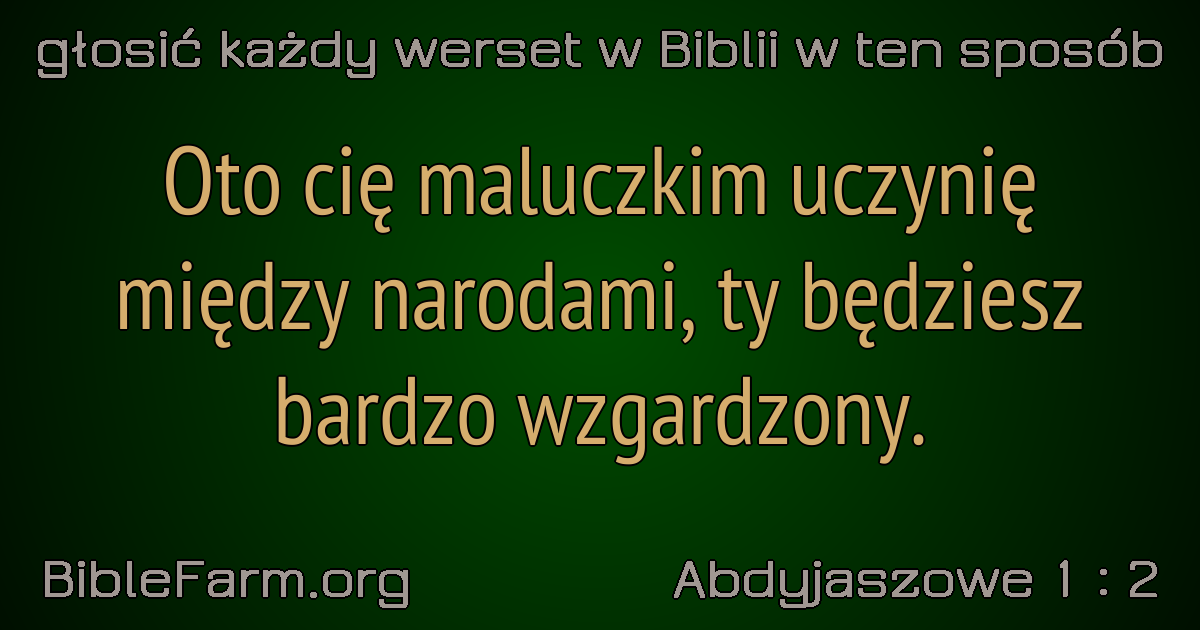 głosić każdy werset w Biblii w ten sposób
Oto cię maluczkim uczynię
między narodami, ty będziesz
bardzo wzgardzony.
BibleFarm.org
Abdyjaszowe 1 : 2